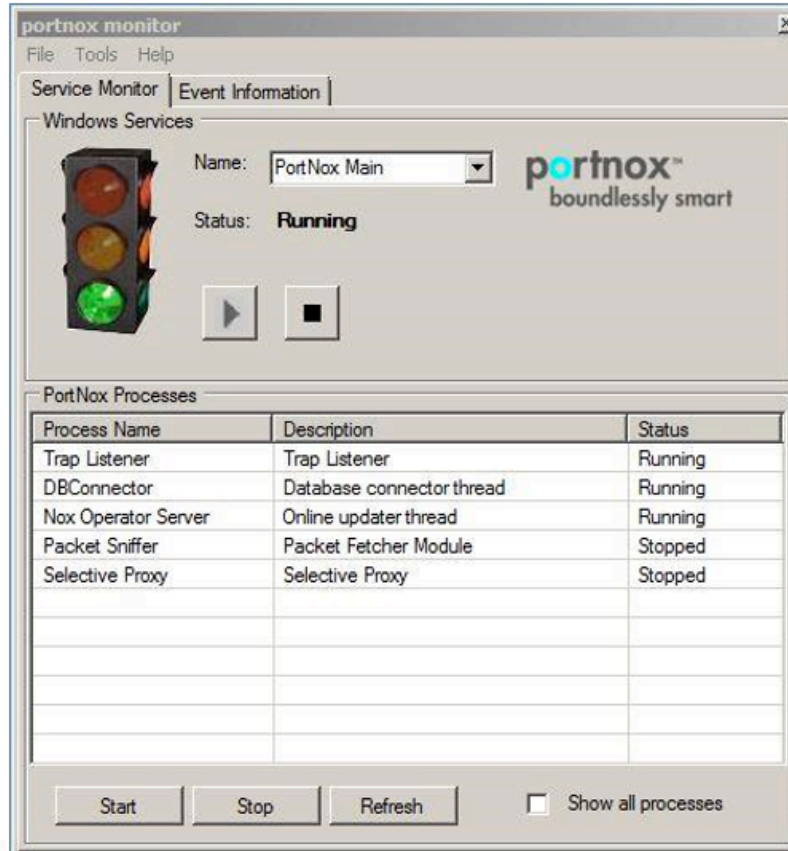 portnox monitor
File Tools Help
Service Monitor Event Information
Windows Services
Name: PortNox Main
portnox™
boundlessly smart
Status: Running
PortNox Processes
Process Name Description Status
Trap Listener Trap Listener Running
DBConnector Database connector thread Running
Nox Operator Server Online updater thread Running
Packet Sniffer Packet Fetcher Module Stopped
Selective Proxy Selective Proxy Stopped
Start Stop Refresh Show all processes